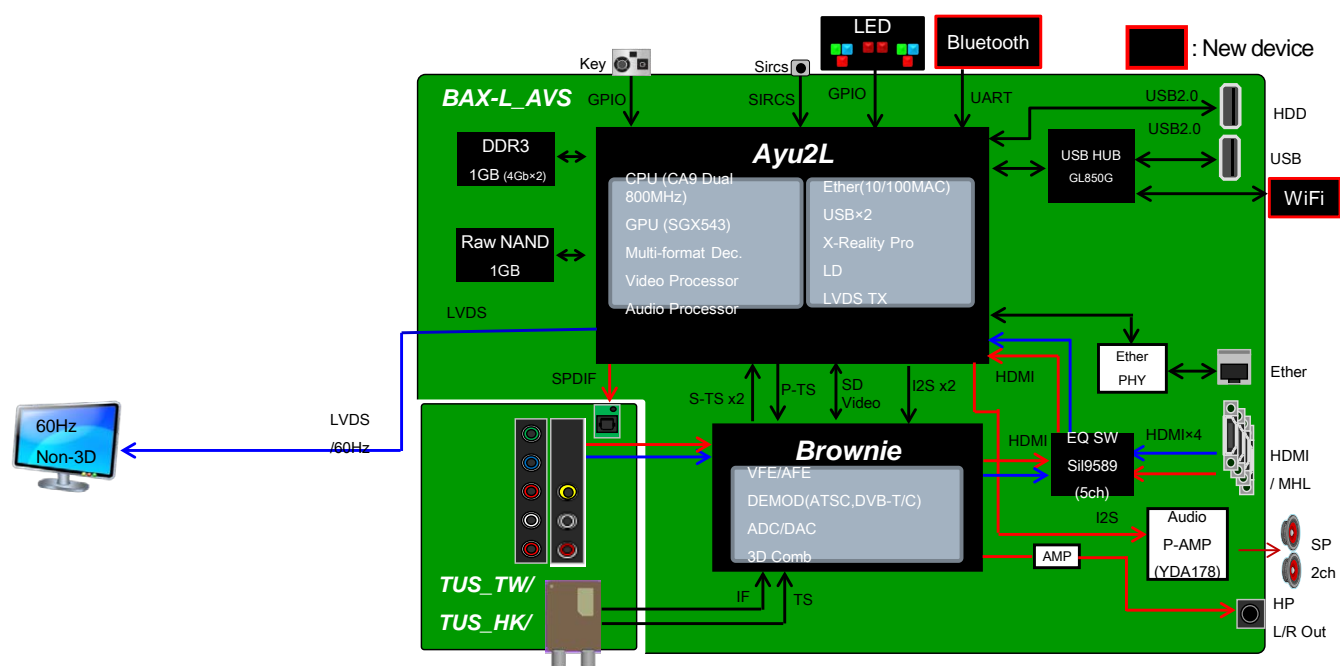 LED
Bluetooth
: New device
Key
Sircs
BAX-L_AVS
GPIO
SIRCS
GPIO
UART
USB2.0
HDD
USB2.0
DDR3
1GB (4Gb×2)
Ayu2L
USB HUB
GL850G
USB
WiFi
CPU (CA9 Dual
800MHz)
GPU (SGX543)
Multi-format Dec.
Video Processor
Audio Processor
Ether(10/100MAC)
USB×2
X-Reality Pro
LD
LVDS TX
Raw NAND
1GB
LVDS
Ether
PHY
Ether
SPDIF
S-TS x2
P-TS
SD
Video
I2S x2
HDMI
60Hz
Non-3D
LVDS
/60Hz
Brownie
VFE/AFE
DEMOD(ATSC,DVB-T/C)
ADC/DAC
3D Comb
HDMI
EQ SW
SiI9589
(5ch)
HDMI×4
HDMI
/ MHL
I2S
Audio
P-AMP
(YDA178)
SP
2ch
AMP
TUS_TW/
TUS_HK/
IF
TS
HP
L/R Out